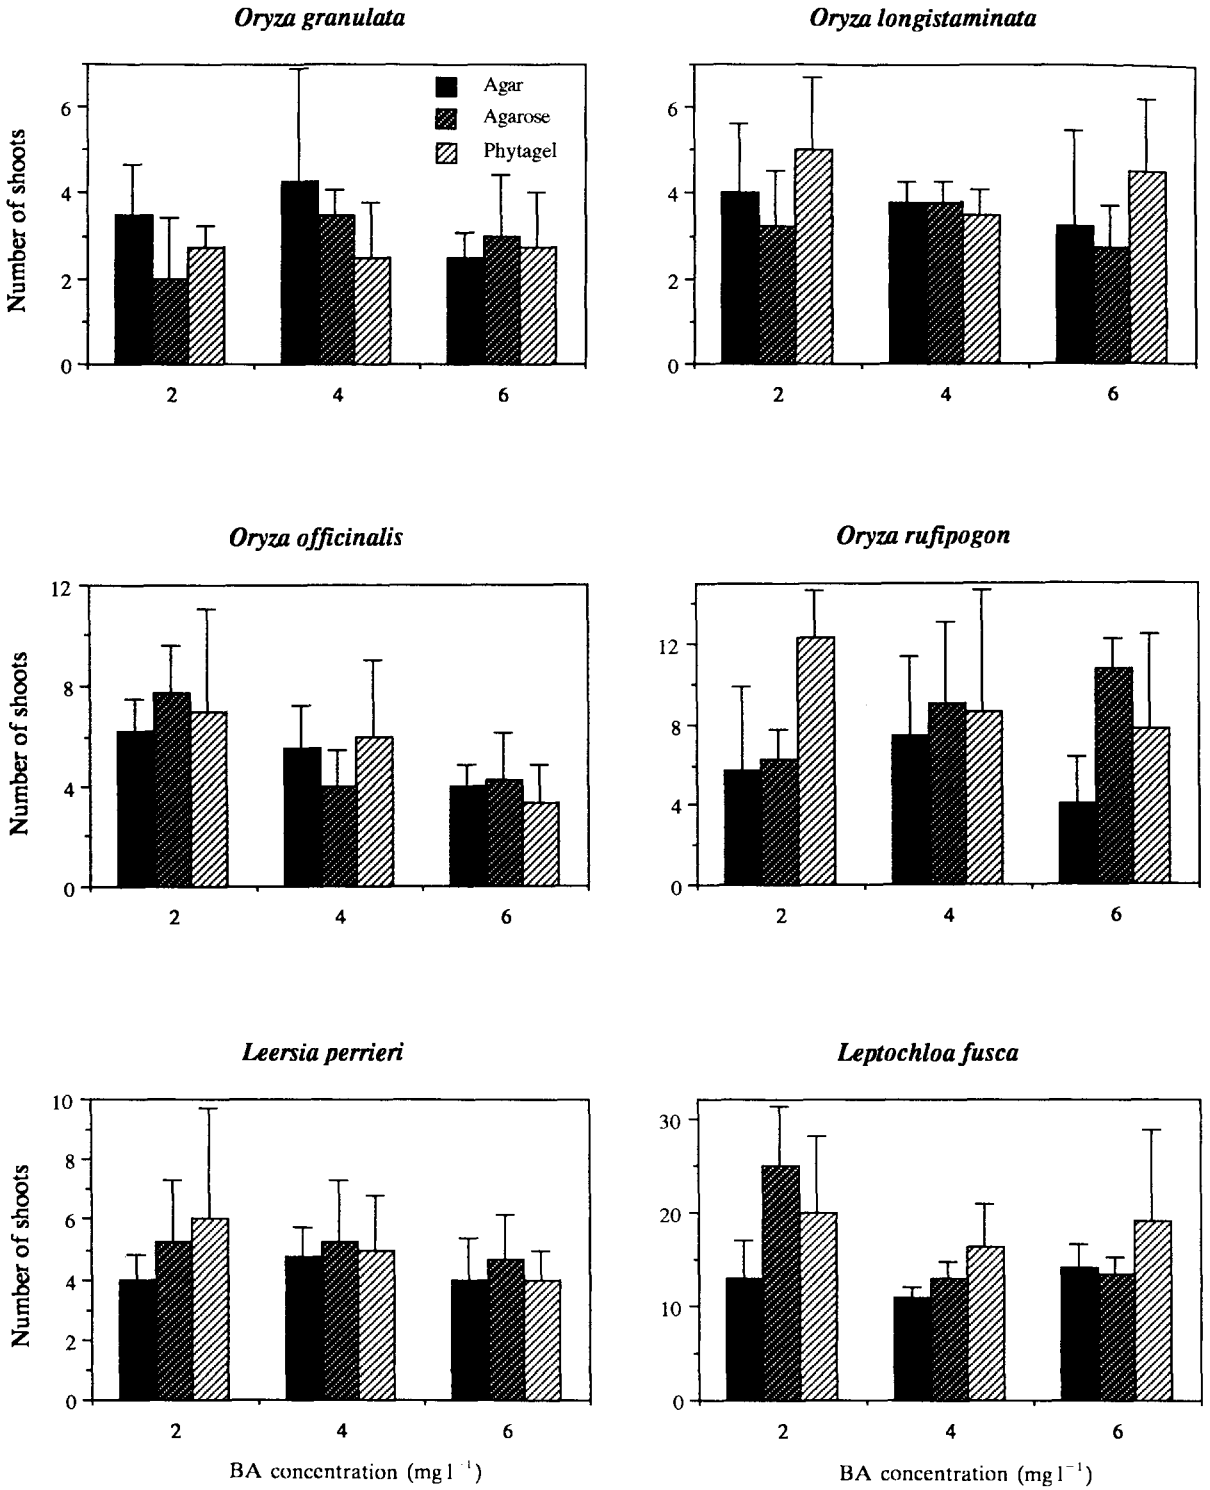 Oryza granulata
Oryza longistaminata
Number of shoots
6
4
2
0
Agar
Agarose
Phytagel
2 4 6
6
4
2
0
2 4 6
Oryza officinalis
Oryza rufipogon
Number of shoots
12
8
4
0
2 4 6
12
8
4
0
2 4 6
Leersia perrieri
Leptochloa fusca
Number of shoots
10
8
6
4
2
0
2 4 6
BA concentration (mg l⁻¹)
30
20
10
0
2 4 6
BA concentration (mg l⁻¹)